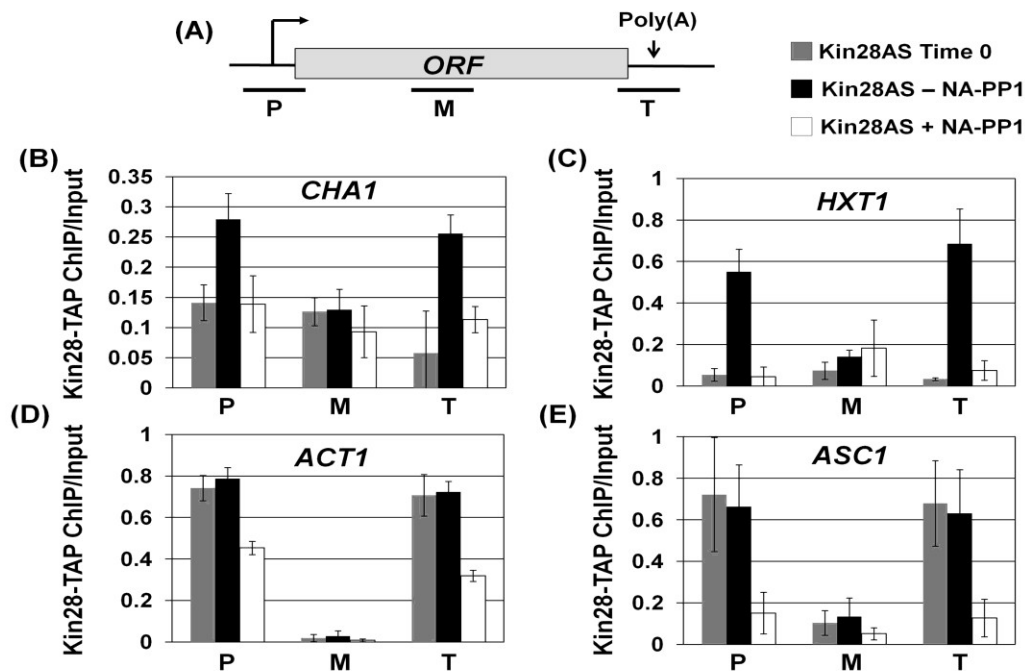 (A)
Poly(A)
ORF
P
M
T
Kin28AS Time 0
Kin28AS – NA-PP1
Kin28AS + NA-PP1
(B)
CHA1
Kin28-TAP ChIP/Input
0.35
0.3
0.25
0.2
0.15
0.1
0.05
0
P
M
T
(C)
HXT1
Kin28-TAP ChIP/Input
1
0.8
0.6
0.4
0.2
0
P
M
T
(D)
ACT1
Kin28-TAP ChIP/Input
1
0.8
0.6
0.4
0.2
0
P
M
T
(E)
ASC1
Kin28-TAP ChIP/Input
1
0.8
0.6
0.4
0.2
0
P
M
T